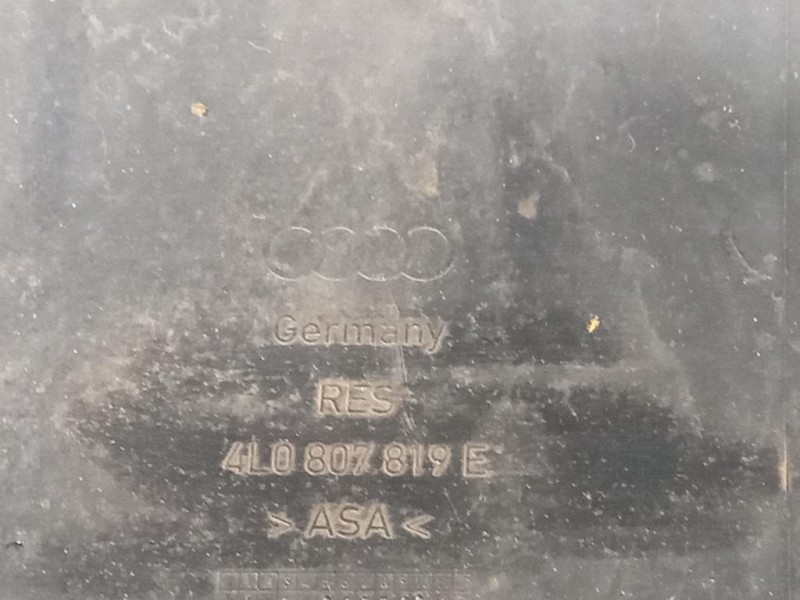 Germany
RES
4L0 807 819 E
> ASA <